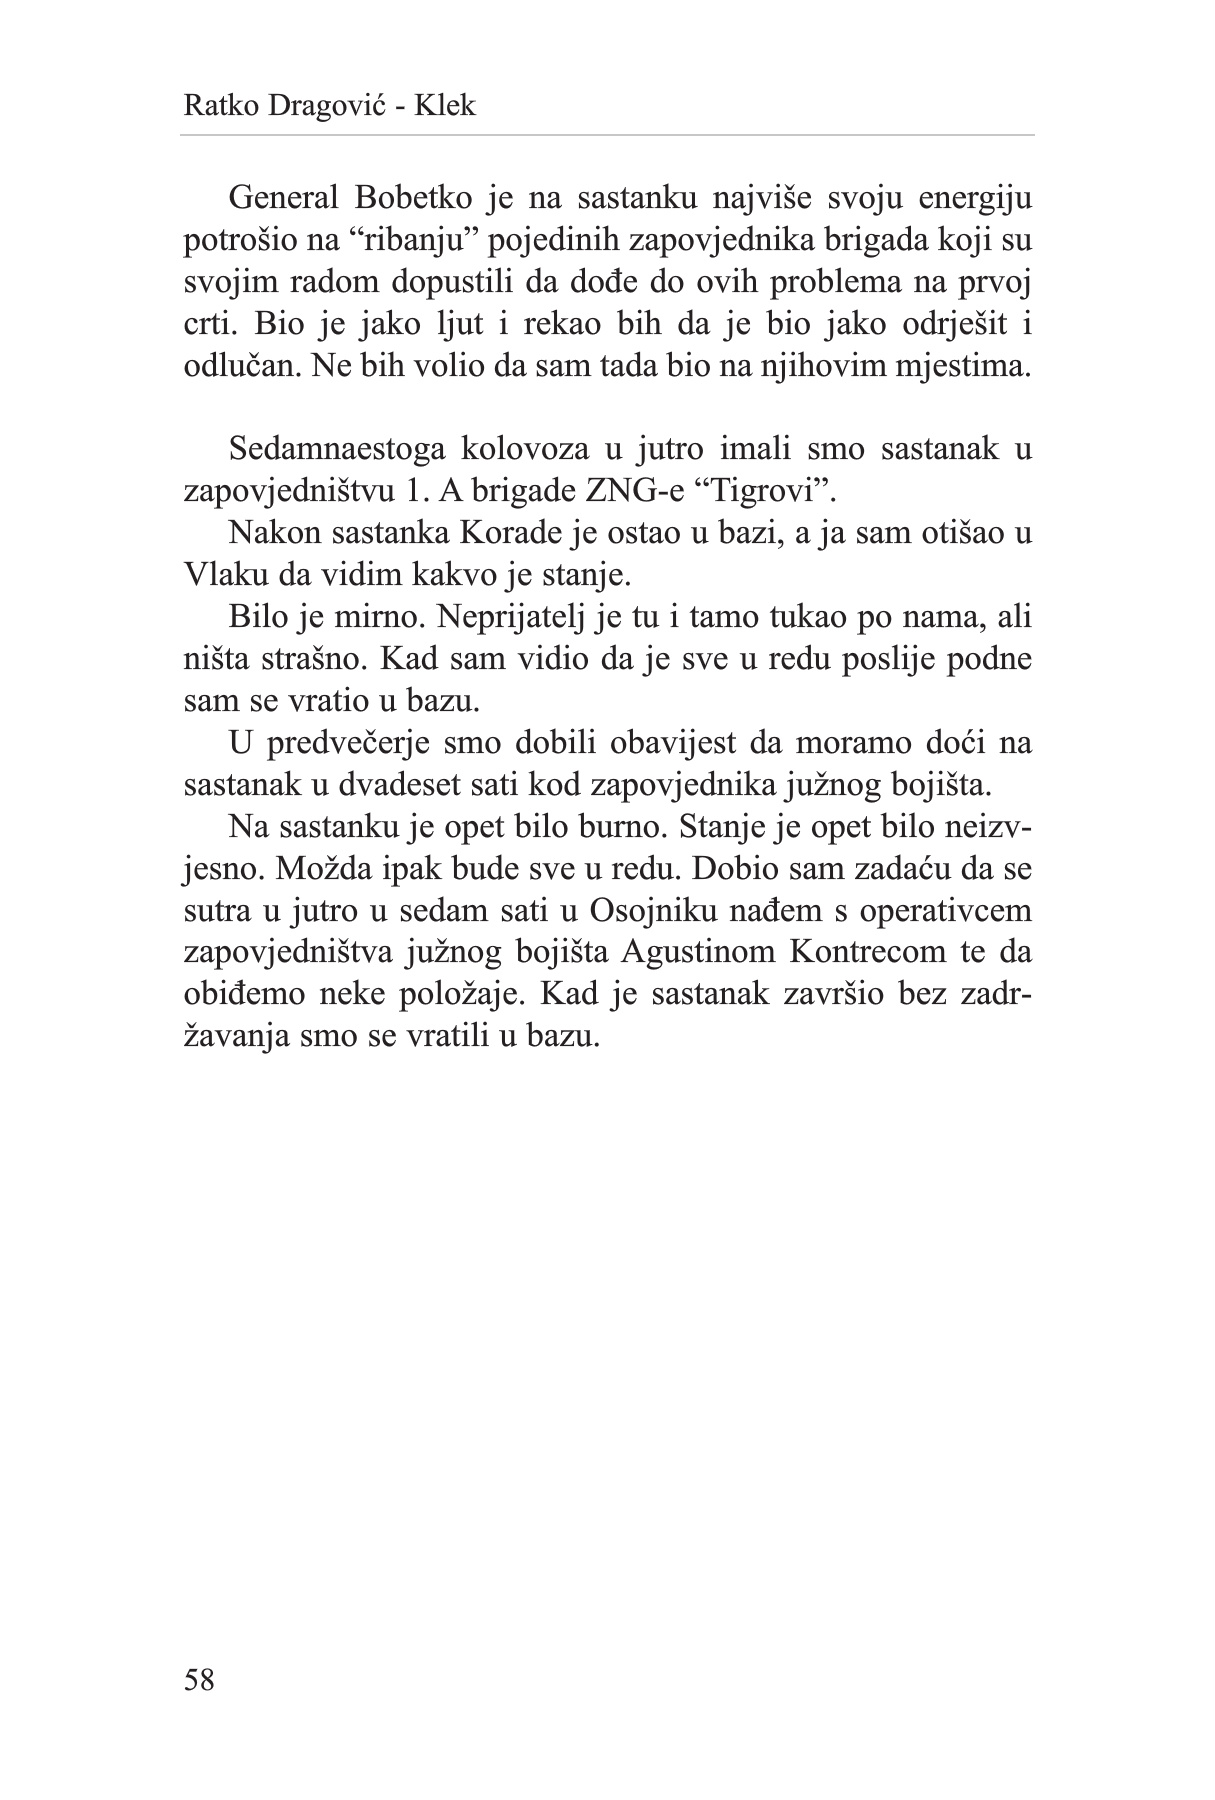 Ratko Dragović - Klek
General Bobetko je na sastanku najviše svoju energiju
potrošio na “ribanju” pojedinih zapovjednika brigada koji su
svojim radom dopustili da dođe do ovih problema na prvoj
crti. Bio je jako ljut i rekao bih da je bio jako odrješit i
odlučan. Ne bih volio da sam tada bio na njihovim mjestima.
Sedamnaestoga kolovoza u jutro imali smo sastanak u
zapovjedništvu 1. A brigade ZNG-e “Tigrovi”.
Nakon sastanka Korade je ostao u bazi, a ja sam otišao u
Vlaku da vidim kakvo je stanje.
Bilo je mirno. Neprijatelj je tu i tamo tukao po nama, ali
ništa strašno. Kad sam vidio da je sve u redu poslije podne
sam se vratio u bazu.
U predvečerje smo dobili obavijest da moramo doći na
sastanak u dvadeset sati kod zapovjednika južnog bojišta.
Na sastanku je opet bilo burno. Stanje je opet bilo neizv-
jesno. Možda ipak bude sve u redu. Dobio sam zadaću da se
sutra u jutro u sedam sati u Osojniku nađem s operativcem
zapovjedništva južnog bojišta Agustinom Kontrecom te da
obiđemo neke položaje. Kad je sastanak završio bez zadr-
žavanja smo se vratili u bazu.
58